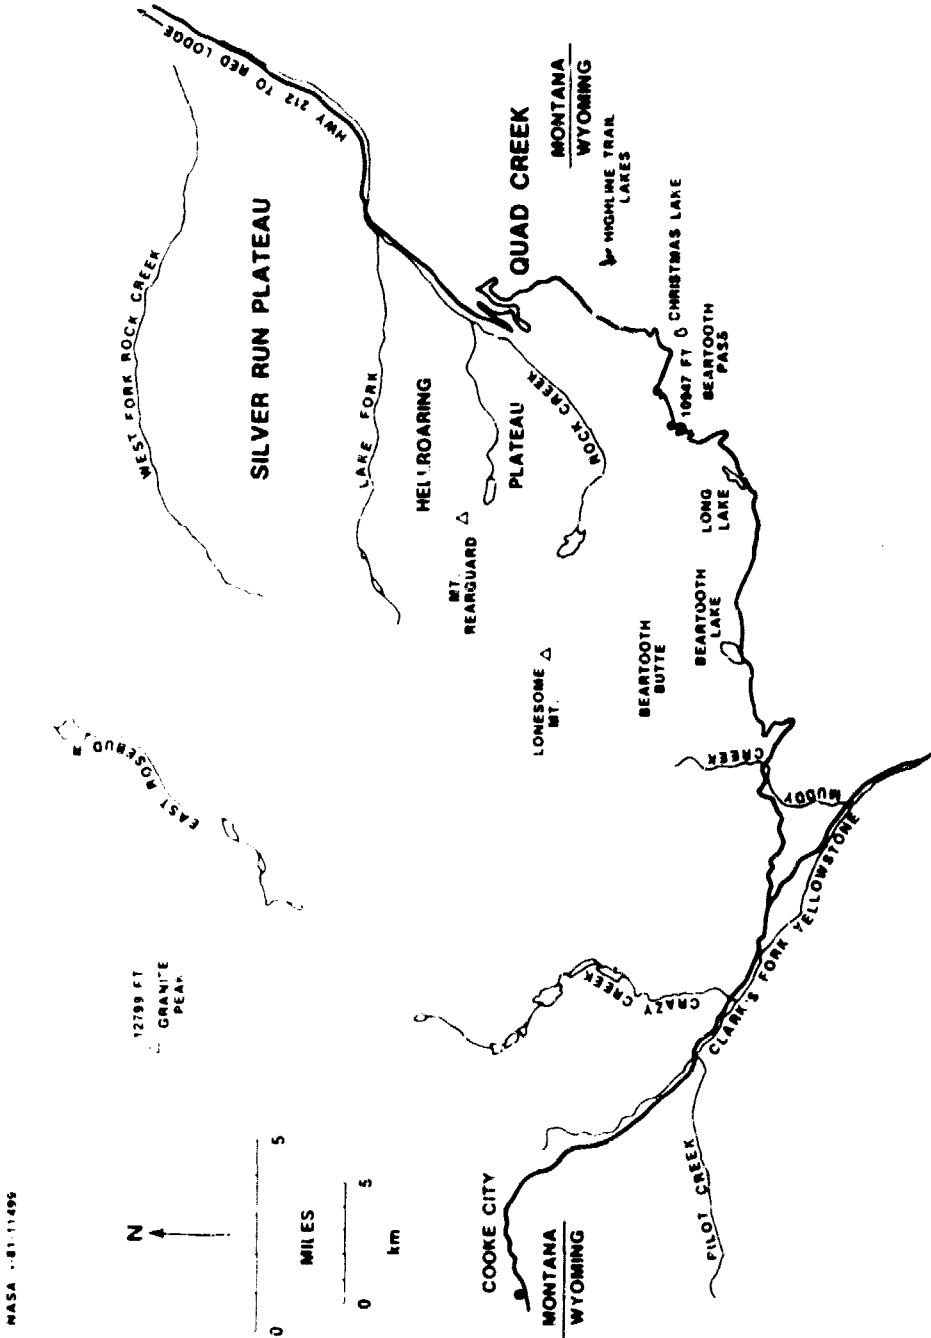 HWY 212 TO RED LODGE
WEST FORK ROCK CREEK
SILVER RUN PLATEAU
LAKE FORK
HELLROARING
PLATEAU
ROCK CREEK
QUAD CREEK
MONTANA
WYOMING
HIGHLINE TRAIL
LAKES
CHRISTMAS LAKE
10947 FT
BEARTOOTH
PASS
LONG
LAKE
BEARTOOTH
LAKE
BEARTOOTH
BUTTE
MT.
REARGUARD
LONESOME
MT.
EAST ROSEBUD
12799 FT
GRANITE
PEAK
MUDDY CREEK
CLARK'S FORK YELLOWSTONE
CRAZY CREEK
PILOT CREEK
COOKE CITY
MONTANA
WYOMING
N
0 5
MILES
0 5
km